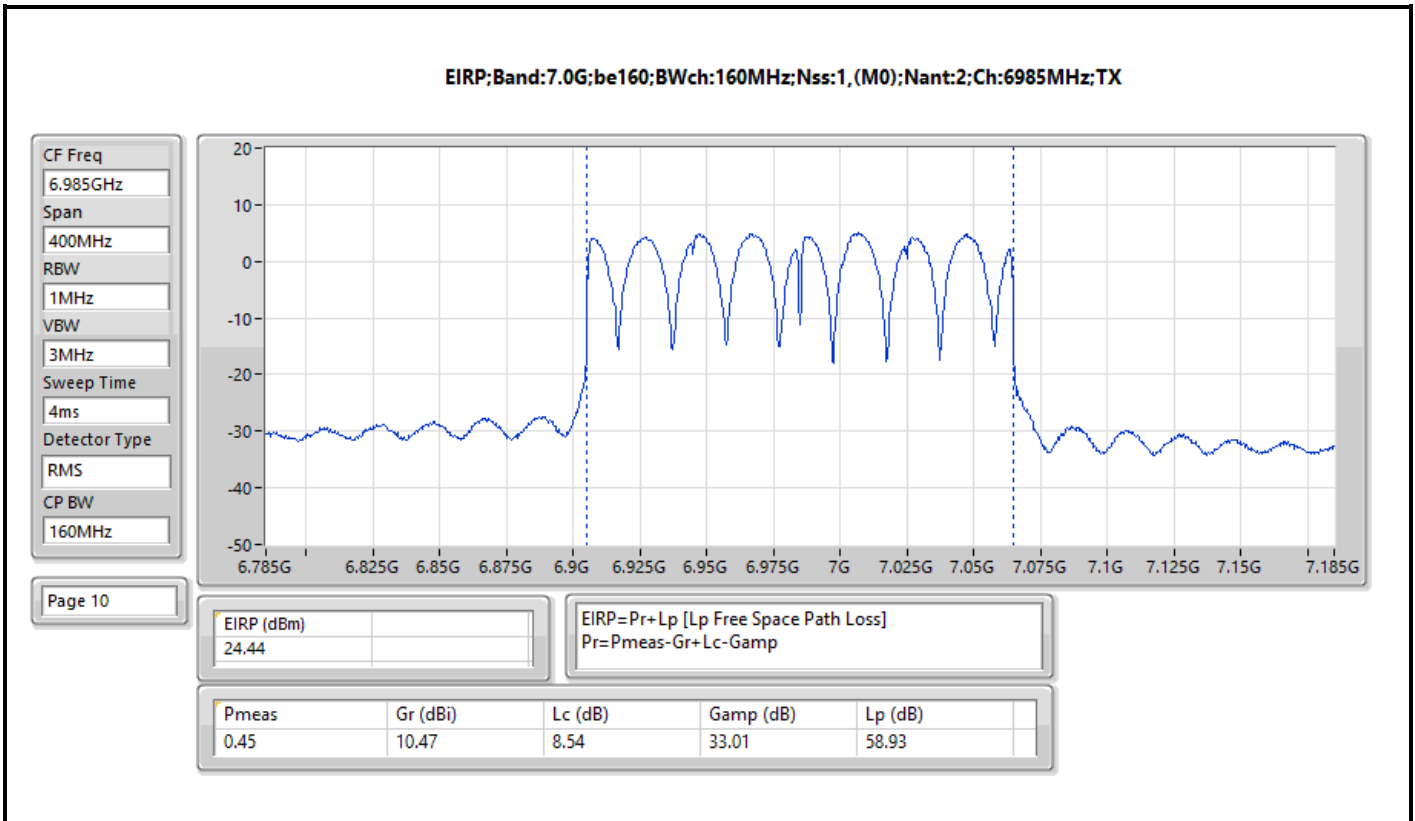 EIRP;Band:7.0G;be160;BWch:160MHz;Nss:1,(M0);Nant:2;Ch:6985MHz;TX
CF Freq
6.985GHz
Span
400MHz
RBW
1MHz
VBW
3MHz
Sweep Time
4ms
Detector Type
RMS
CP BW
160MHz
Page 10
20
10
0
-10
-20
-30
-40
-50
6.785G 6.825G 6.85G 6.875G 6.9G 6.925G 6.95G 6.975G 7G 7.025G 7.05G 7.075G 7.1G 7.125G 7.15G 7.185G
EIRP (dBm)
24.44
EIRP=Pr+Lp [Lp Free Space Path Loss]
Pr=Pmeas-Gr+Lc-Gamp
Pmeas Gr (dBi) Lc (dB) Gamp (dB) Lp (dB)
0.45 10.47 8.54 33.01 58.93